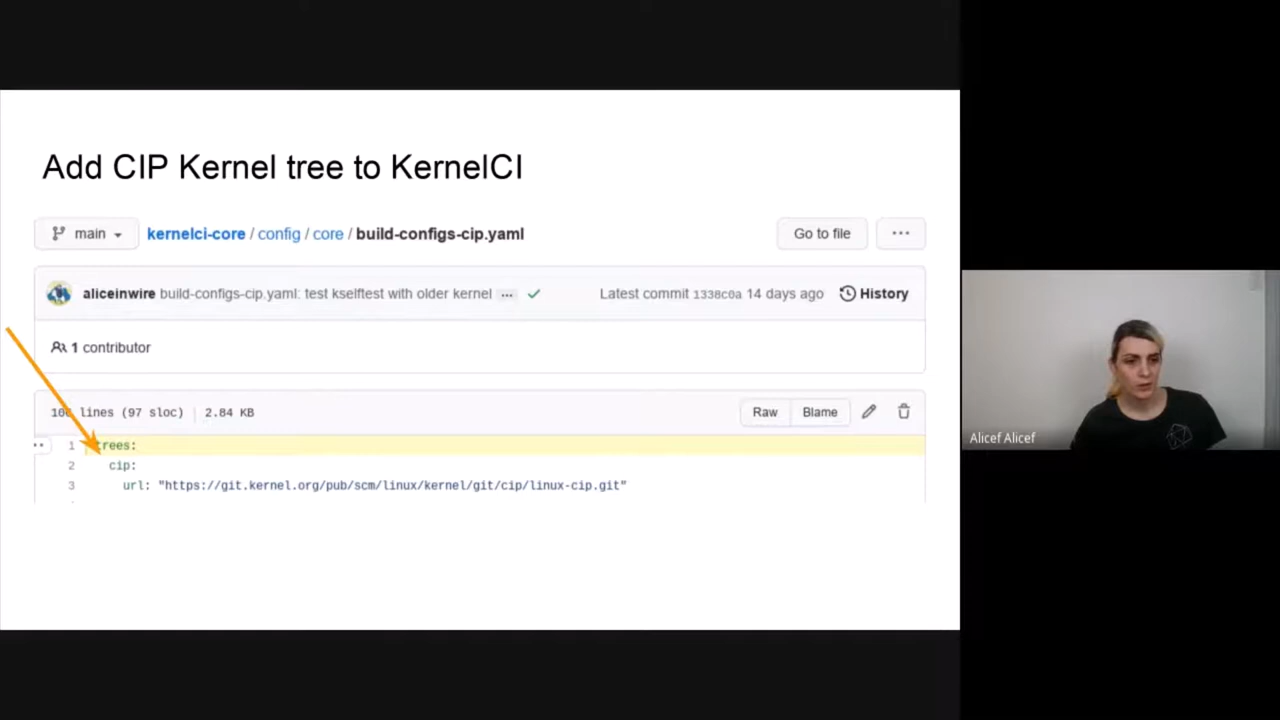 Add CIP Kernel tree to KernelCI
main kernelci-core / config / core / build-configs-cip.yaml Go to file ...
aliceinwire build-configs-cip.yaml: test kselftest with older kernel ... Latest commit 1338c0a 14 days ago History
1 contributor
lines (97 sloc) 2.84 KB Raw Blame
1 trees:
2 cip:
3 url: "https://git.kernel.org/pub/scm/linux/kernel/git/cip/linux-cip.git"
Alicef Alicef